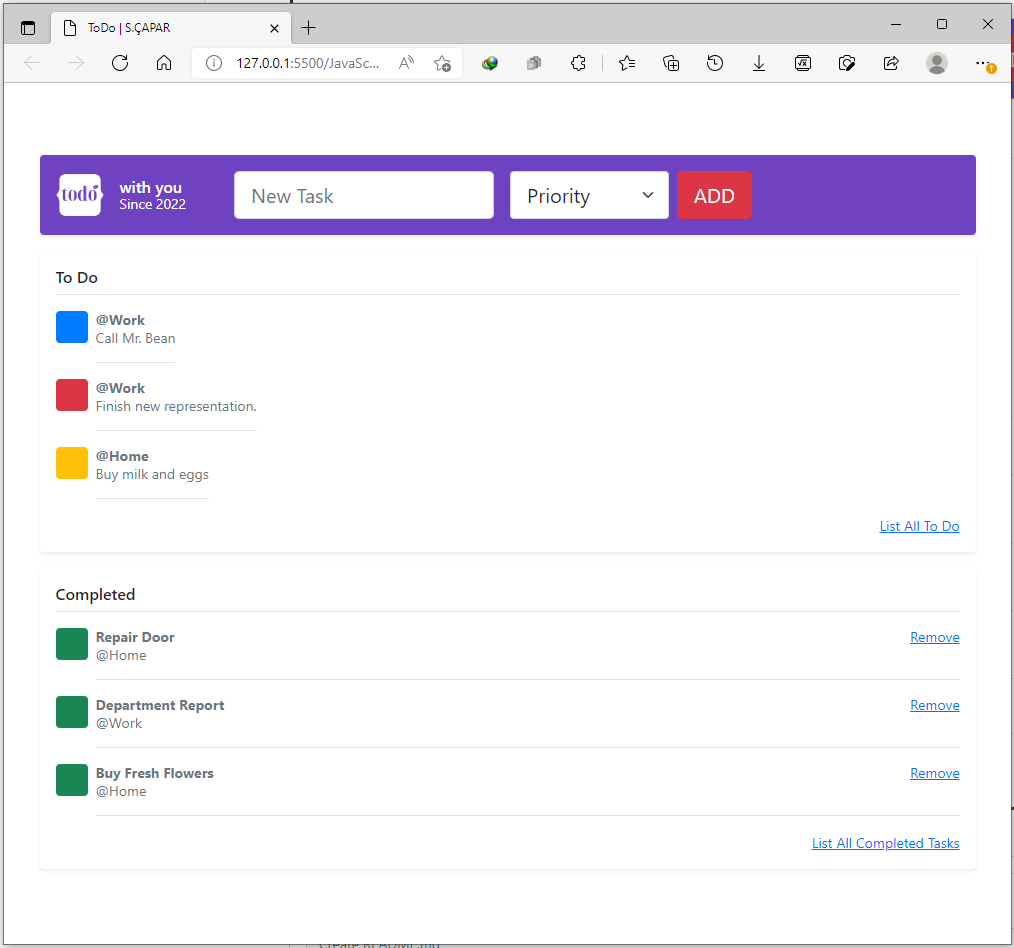 ToDo | S.ÇAPAR
127.0.0.1:5500/JavaSc...
todo
with you
Since 2022
New Task
Priority
ADD
To Do
@Work
Call Mr. Bean
@Work
Finish new representation.
@Home
Buy milk and eggs
List All To Do
Completed
Repair Door
Remove
@Home
Department Report
Remove
@Work
Buy Fresh Flowers
Remove
@Home
List All Completed Tasks